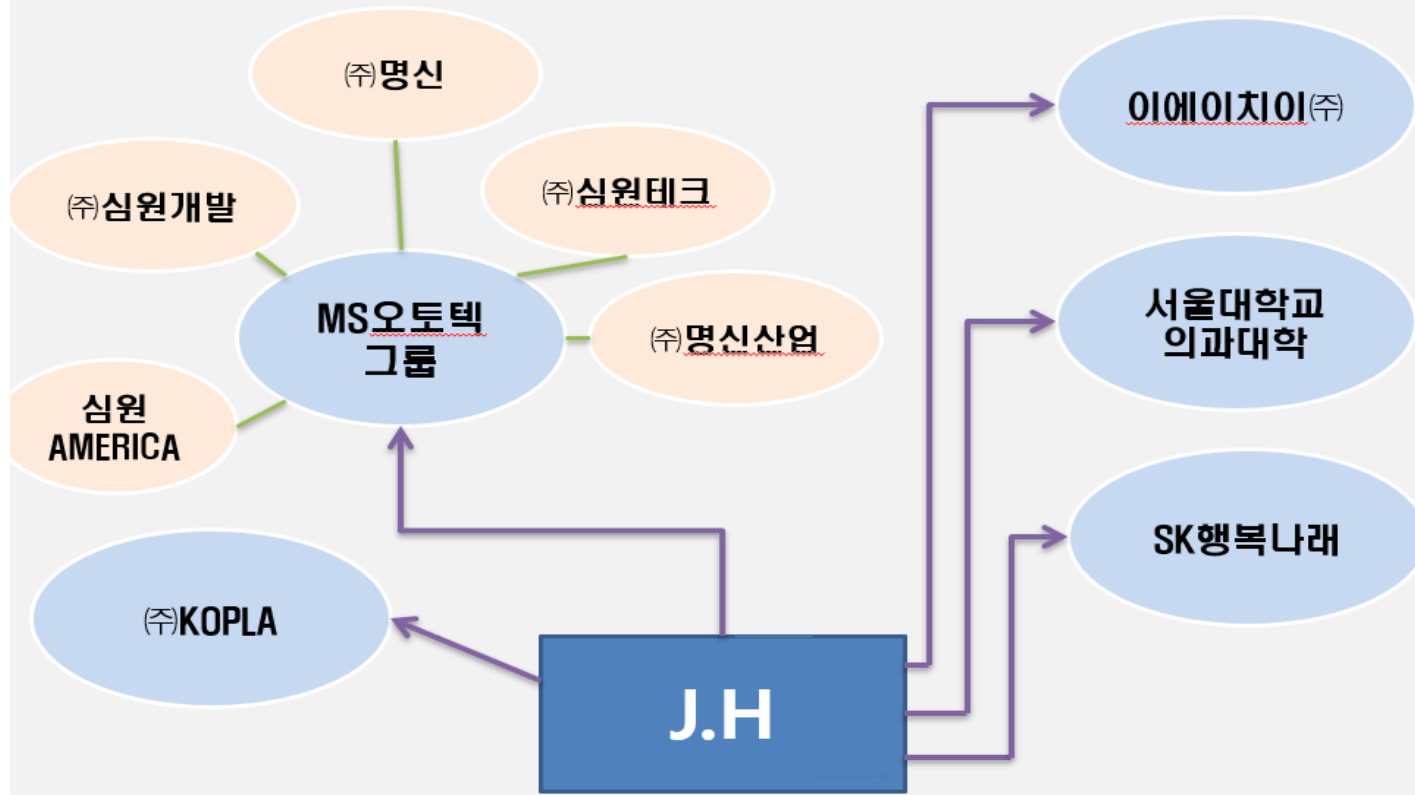 ㈜명신
이에이치이㈜
㈜심원개발
㈜심원테크
MS오토텍
그룹
㈜명신산업
서울대학교
의과대학
심원
AMERICA
SK행복나래
㈜KOPLA
J.H